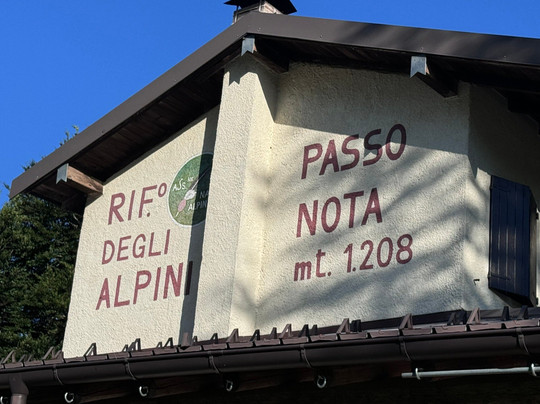 RIF.º
DEGLI
ALPINI
PASSO
NOTA
mt. 1.208